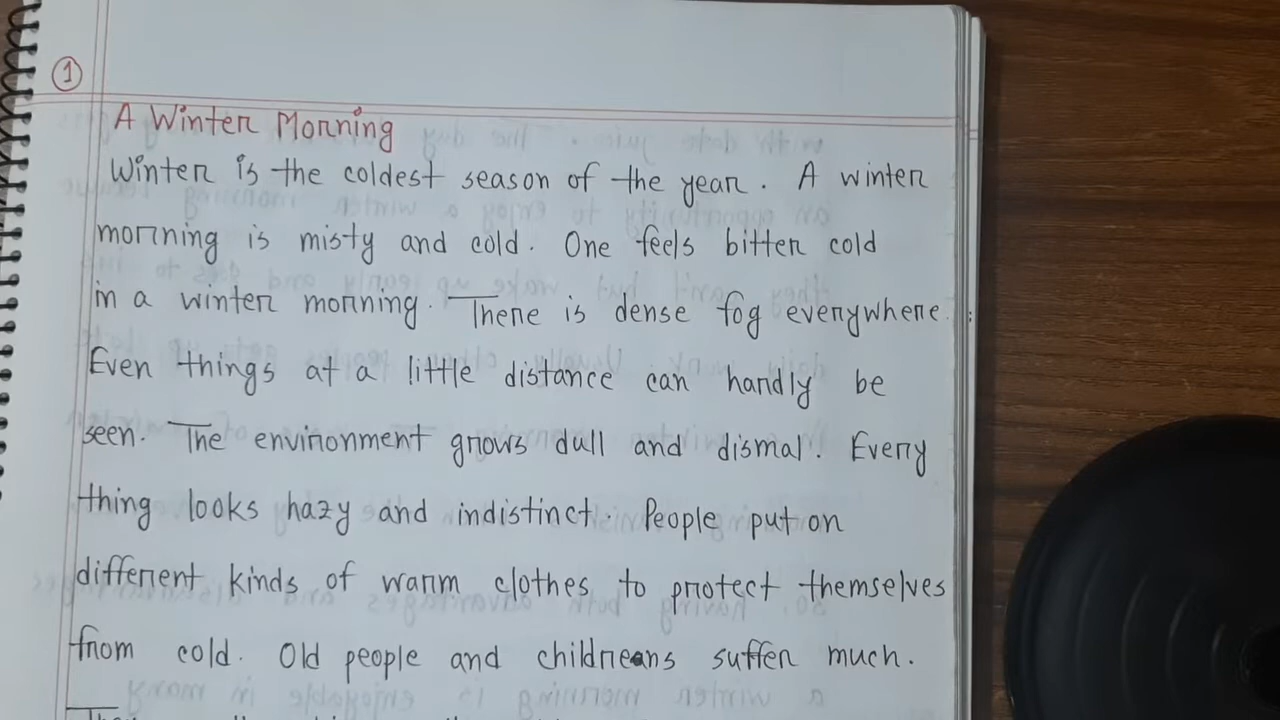 1
A Winter Morning
Winter is the coldest season of the year. A winter
morning is misty and cold. One feels bitter cold
in a winter morning. There is dense fog everywhere.
Even things at a little distance can hardly be
seen. The environment grows dull and dismal. Every
thing looks hazy and indistinct. People put on
different kinds of warm clothes to protect themselves
from cold. Old people and childreans suffer much.